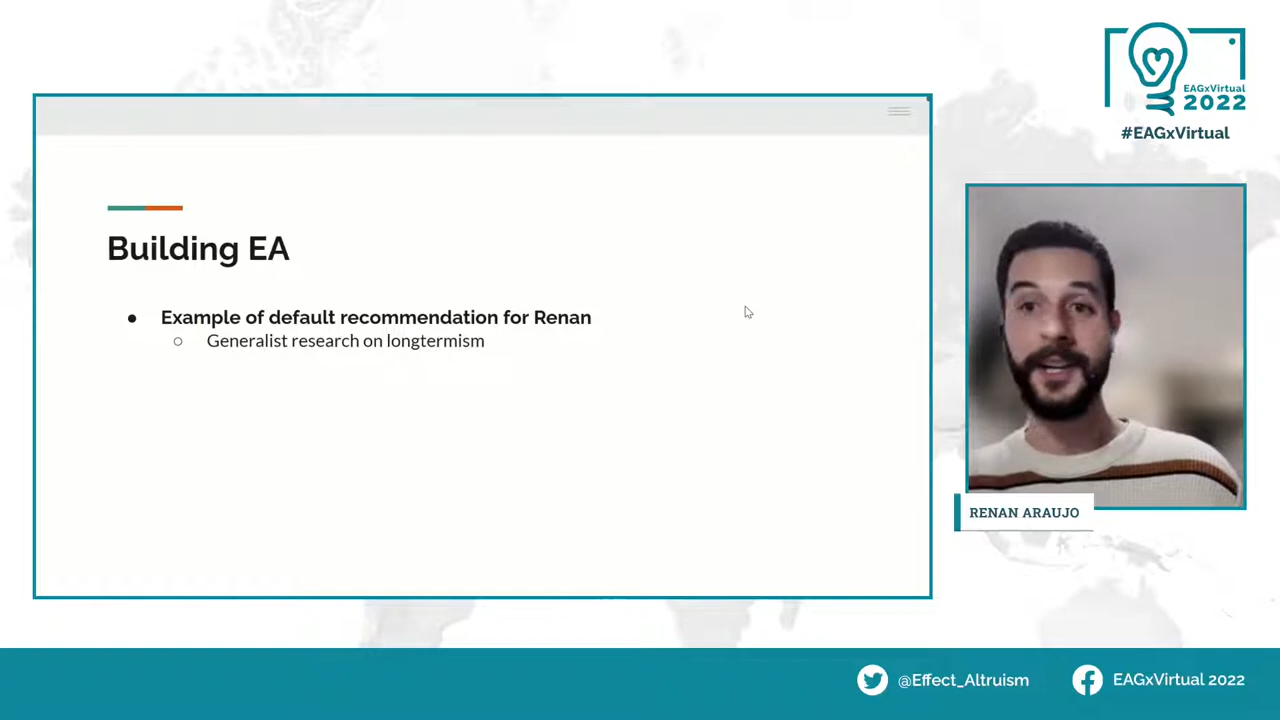 EAGxVirtual
2022
#EAGxVirtual
Building EA
● Example of default recommendation for Renan
○ Generalist research on longtermism
RENAN ARAUJO
@Effect_Altruism
EAGxVirtual 2022